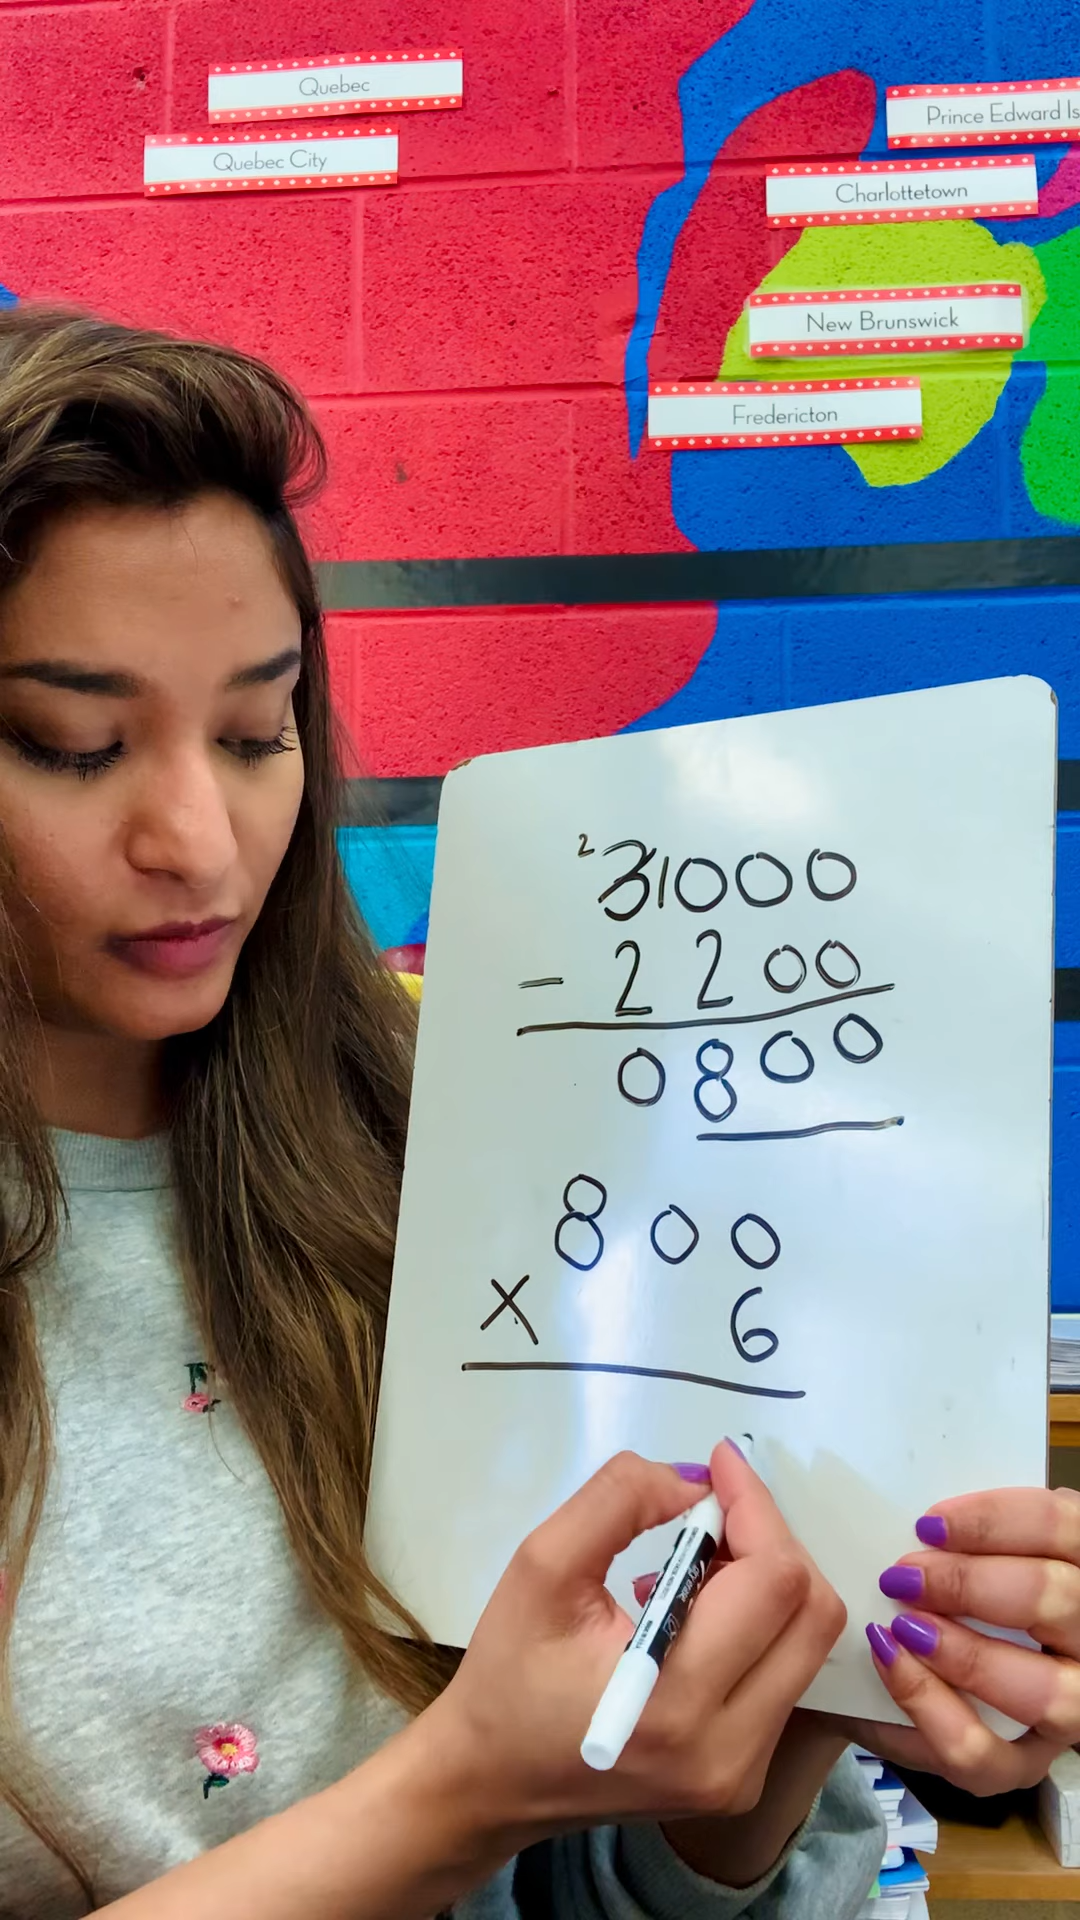 Quebec
Quebec City
Prince Edward Is
Charlottetown
New Brunswick
Fredericton
2 31000
- 2200
0800
800
x 6